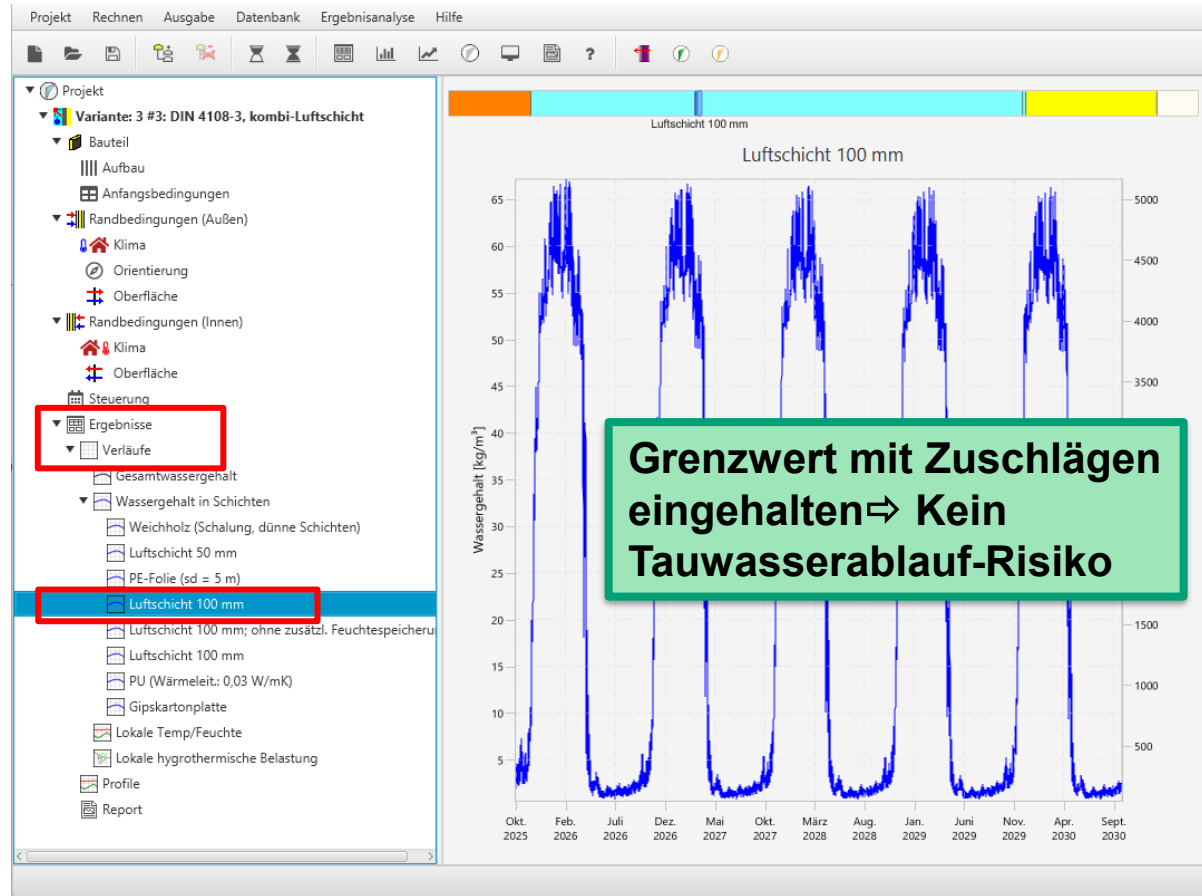 Projekt Rechnen Ausgabe Datenbank Ergebnisanalyse Hilfe
?
Projekt
Variante: 3 #3: DIN 4108-3, kombi-Luftschicht
Bauteil
Aufbau
Anfangsbedingungen
Randbedingungen (Außen)
Klima
Orientierung
Oberfläche
Randbedingungen (Innen)
Klima
Oberfläche
Steuerung
Ergebnisse
Verläufe
Gesamtwassergehalt
Wassergehalt in Schichten
Weichholz (Schalung, dünne Schichten)
Luftschicht 50 mm
PE-Folie (sd = 5 m)
Luftschicht 100 mm
Luftschicht 100 mm; ohne zusätzl. Feuchtespeicheru
Luftschicht 100 mm
PU (Wärmeleit.: 0,03 W/mK)
Gipskartonplatte
Lokale Temp/Feuchte
Lokale hygrothermische Belastung
Profile
Report
Luftschicht 100 mm
Luftschicht 100 mm
Wassergehalt [kg/m³]
65
60
55
50
45
40
35
30
25
20
15
10
5
5000
4500
4000
3500
1500
1000
500
Grenzwert mit Zuschlägen
eingehalten⇨ Kein
Tauwasserablauf-Risiko
Okt. Feb. Juli Dez. Mai Okt. März Aug. Jan. Juni Nov. Apr. Sept.
2025 2026 2026 2026 2027 2027 2028 2028 2029 2029 2029 2030 2030